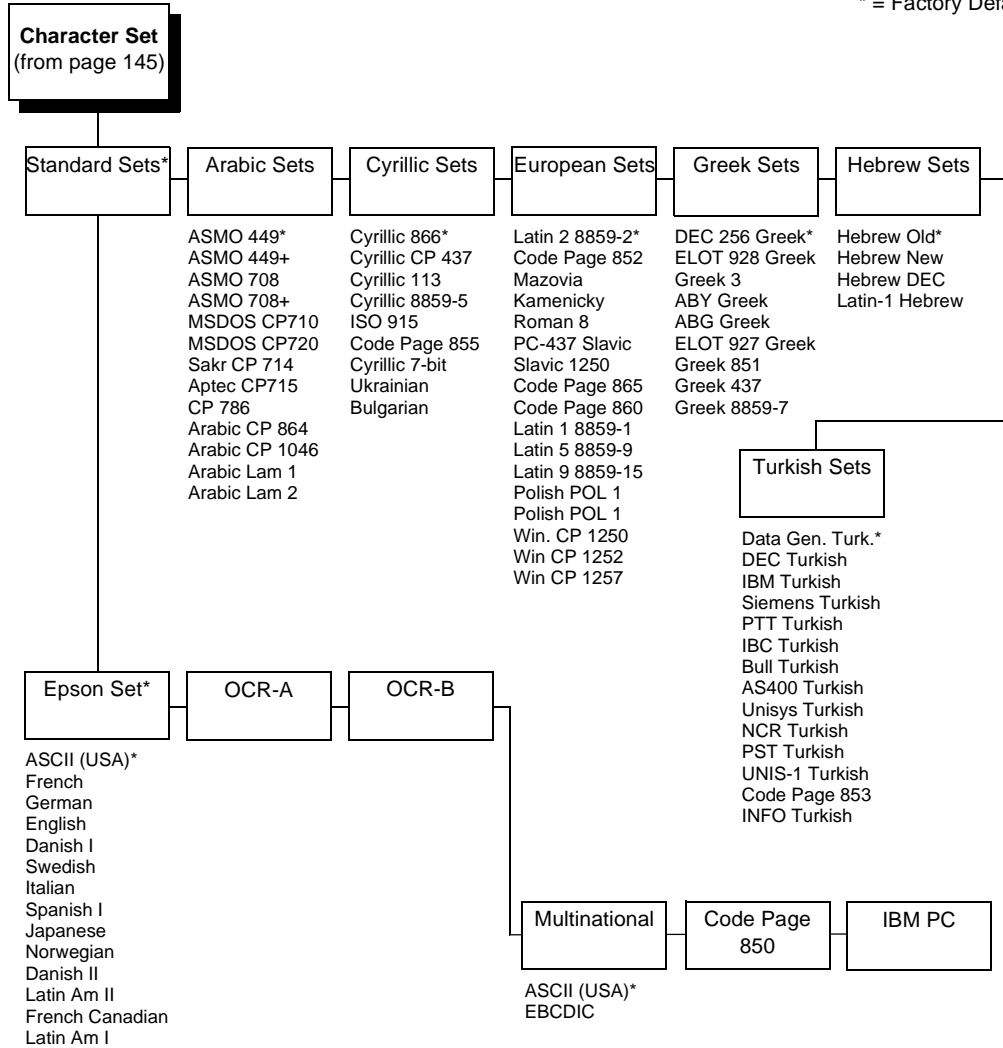 * = Factory Defa
Character Set
(from page 145)
Standard Sets*
Arabic Sets
Cyrillic Sets
European Sets
Greek Sets
Hebrew Sets
ASMO 449*
ASMO 449+
ASMO 708
ASMO 708+
MSDOS CP710
MSDOS CP720
Sakr CP 714
Aptec CP715
CP 786
Arabic CP 864
Arabic CP 1046
Arabic Lam 1
Arabic Lam 2
Cyrillic 866*
Cyrillic CP 437
Cyrillic 113
Cyrillic 8859-5
ISO 915
Code Page 855
Cyrillic 7-bit
Ukrainian
Bulgarian
Latin 2 8859-2*
Code Page 852
Mazovia
Kamenicky
Roman 8
PC-437 Slavic
Slavic 1250
Code Page 865
Code Page 860
Latin 1 8859-1
Latin 5 8859-9
Latin 9 8859-15
Polish POL 1
Polish POL 1
Win. CP 1250
Win CP 1252
Win CP 1257
DEC 256 Greek*
ELOT 928 Greek
Greek 3
ABY Greek
ABG Greek
ELOT 927 Greek
Greek 851
Greek 437
Greek 8859-7
Hebrew Old*
Hebrew New
Hebrew DEC
Latin-1 Hebrew
Turkish Sets
Data Gen. Turk.*
DEC Turkish
IBM Turkish
Siemens Turkish
PTT Turkish
IBC Turkish
Bull Turkish
AS400 Turkish
Unisys Turkish
NCR Turkish
PST Turkish
UNIS-1 Turkish
Code Page 853
INFO Turkish
Epson Set*
OCR-A
OCR-B
ASCII (USA)*
French
German
English
Danish I
Swedish
Italian
Spanish I
Japanese
Norwegian
Danish II
Latin Am II
French Canadian
Latin Am I
Multinational
Code Page
850
IBM PC
ASCII (USA)*
EBCDIC